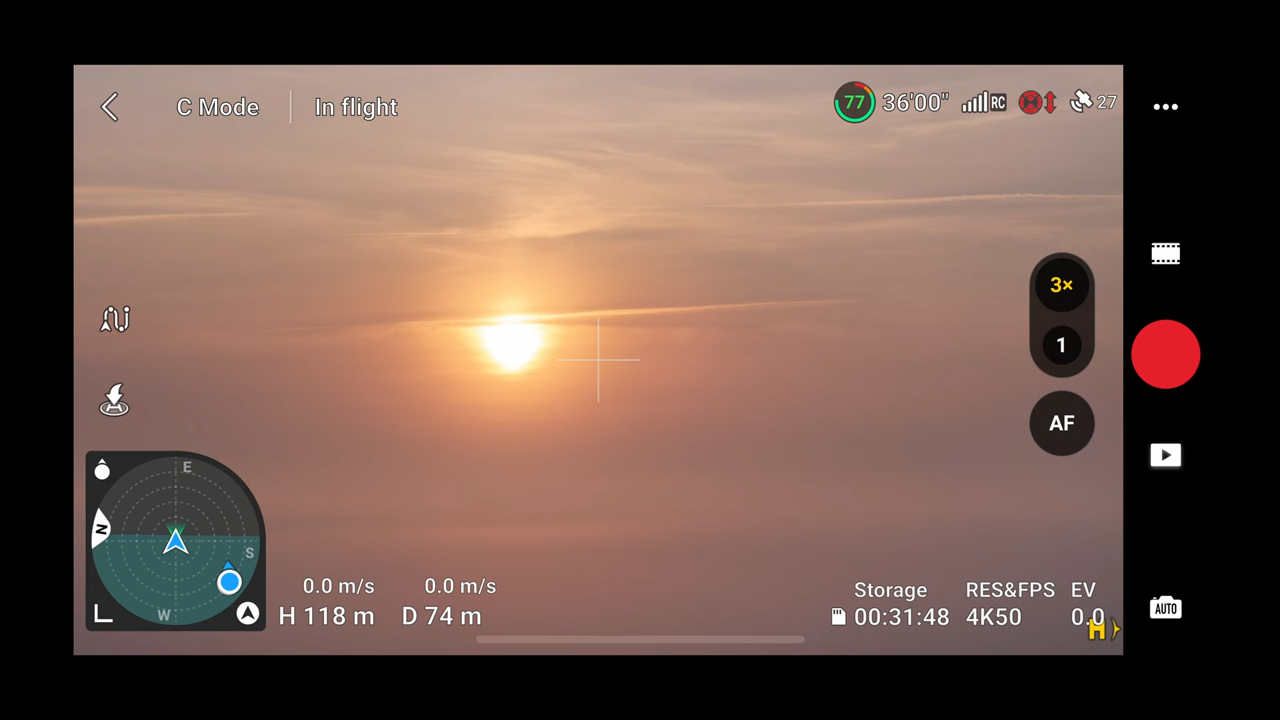 C Mode
In flight
77
36'00"
RC
27
3×
1
AF
E
N
S
W
0.0 m/s
0.0 m/s
H 118 m
D 74 m
Storage
RES&FPS
EV
00:31:48
4K50
0.0
H
AUTO